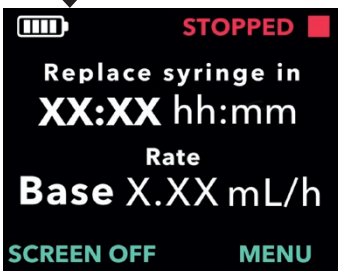 STOPPED
Replace syringe in
XX:XX hh:mm
Rate
Base X.XX mL/h
SCREEN OFF MENU